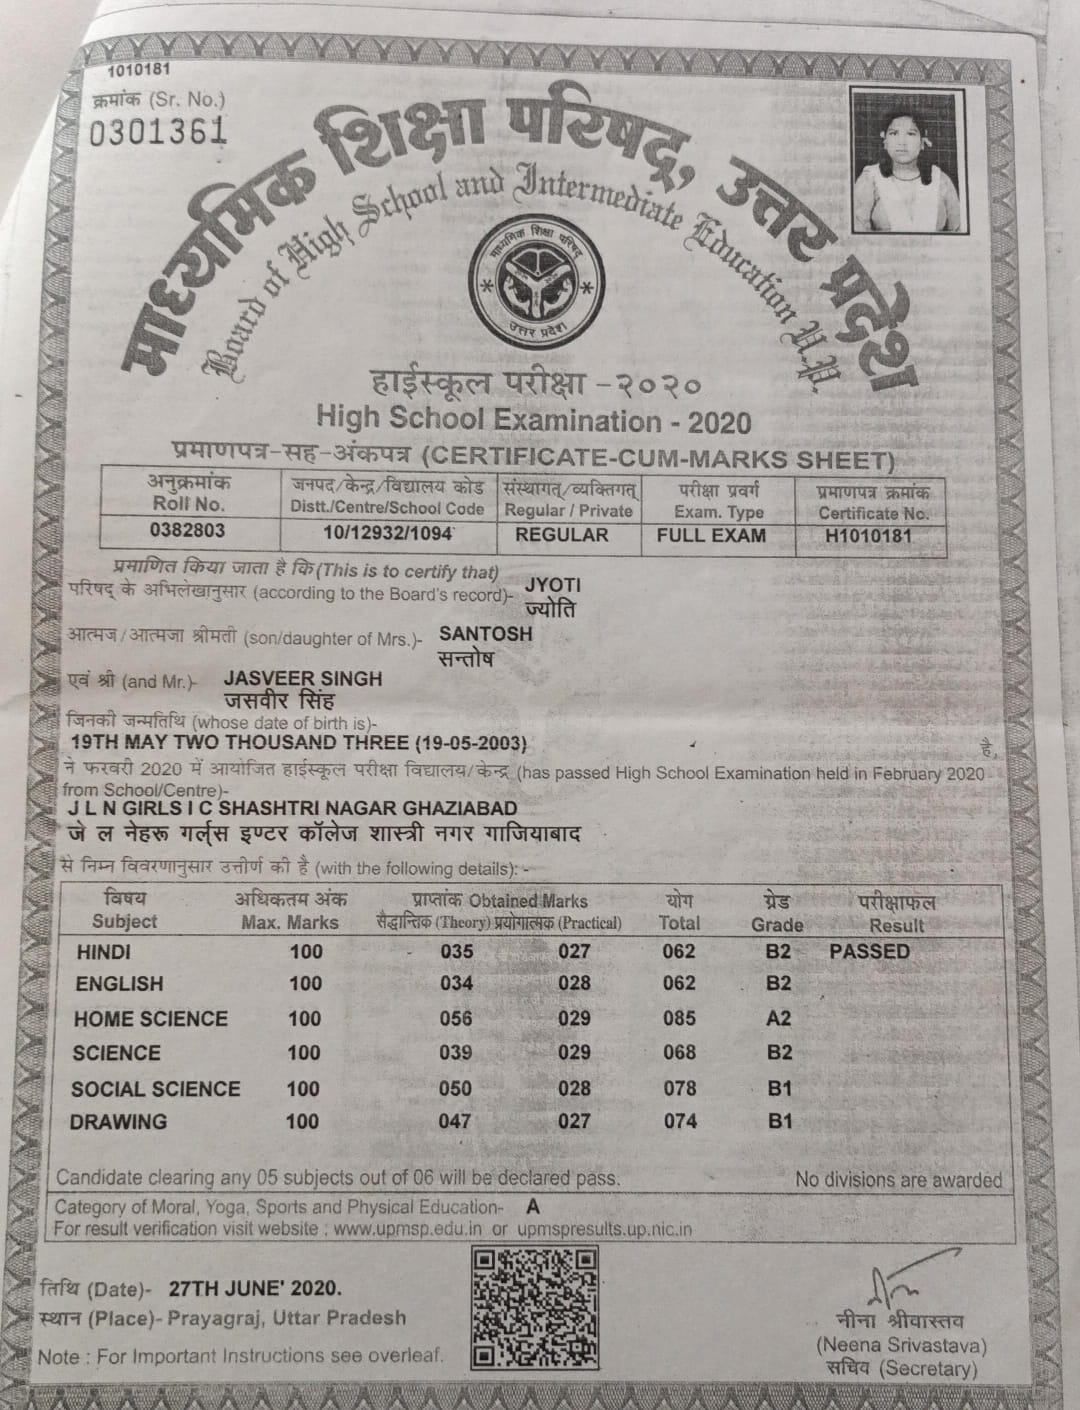 1010181
क्रमांक (Sr. No.)
0301361
माध्यमिक शिक्षा परिषद्, उत्तर प्रदेश
Board of High School and Intermediate Education U.P.
माध्यमिक शिक्षा परिषद्
उत्तर प्रदेश
हाईस्कूल परीक्षा -२०२०
High School Examination - 2020
प्रमाणपत्र-सह-अंकपत्र (CERTIFICATE-CUM-MARKS SHEET)
अनुक्रमांक जनपद/केन्द्र/विद्यालय कोड संस्थागत्/व्यक्तिगत् परीक्षा प्रवर्ग प्रमाणपत्र क्रमांक
Roll No. Distt./Centre/School Code Regular / Private Exam. Type Certificate No.
0382803 10/12932/1094 REGULAR FULL EXAM H1010181
प्रमाणित किया जाता है कि (This is to certify that)
परिषद् के अभिलेखानुसार (according to the Board's record)- JYOTI
ज्योति
आत्मज/आत्मजा श्रीमती (son/daughter of Mrs.)- SANTOSH
सन्तोष
एवं श्री (and Mr.)- JASVEER SINGH
जसवीर सिंह
जिनकी जन्मतिथि (whose date of birth is)-
19TH MAY TWO THOUSAND THREE (19-05-2003) है,
ने फरवरी 2020 में आयोजित हाईस्कूल परीक्षा विद्यालय/केन्द्र (has passed High School Examination held in February 2020
from School/Centre)-
J L N GIRLS I C SHASHTRI NAGAR GHAZIABAD
जे ल नेहरू गर्ल्स इण्टर कॉलेज शास्त्री नगर गाजियाबाद
से निम्न विवरणानुसार उत्तीर्ण की है (with the following details): -
विषय अधिकतम अंक प्राप्तांक Obtained Marks योग ग्रेड परीक्षाफल
Subject Max. Marks सैद्धान्तिक (Theory) प्रयोगात्मक (Practical) Total Grade Result
HINDI 100 035 027 062 B2 PASSED
ENGLISH 100 034 028 062 B2
HOME SCIENCE 100 056 029 085 A2
SCIENCE 100 039 029 068 B2
SOCIAL SCIENCE 100 050 028 078 B1
DRAWING 100 047 027 074 B1
Candidate clearing any 05 subjects out of 06 will be declared pass. No divisions are awarded
Category of Moral, Yoga, Sports and Physical Education- A
For result verification visit website : www.upmsp.edu.in or upmspresults.up.nic.in
तिथि (Date)- 27TH JUNE' 2020.
स्थान (Place)- Prayagraj, Uttar Pradesh
Note : For Important Instructions see overleaf.
नीना श्रीवास्तव
(Neena Srivastava)
सचिव (Secretary)